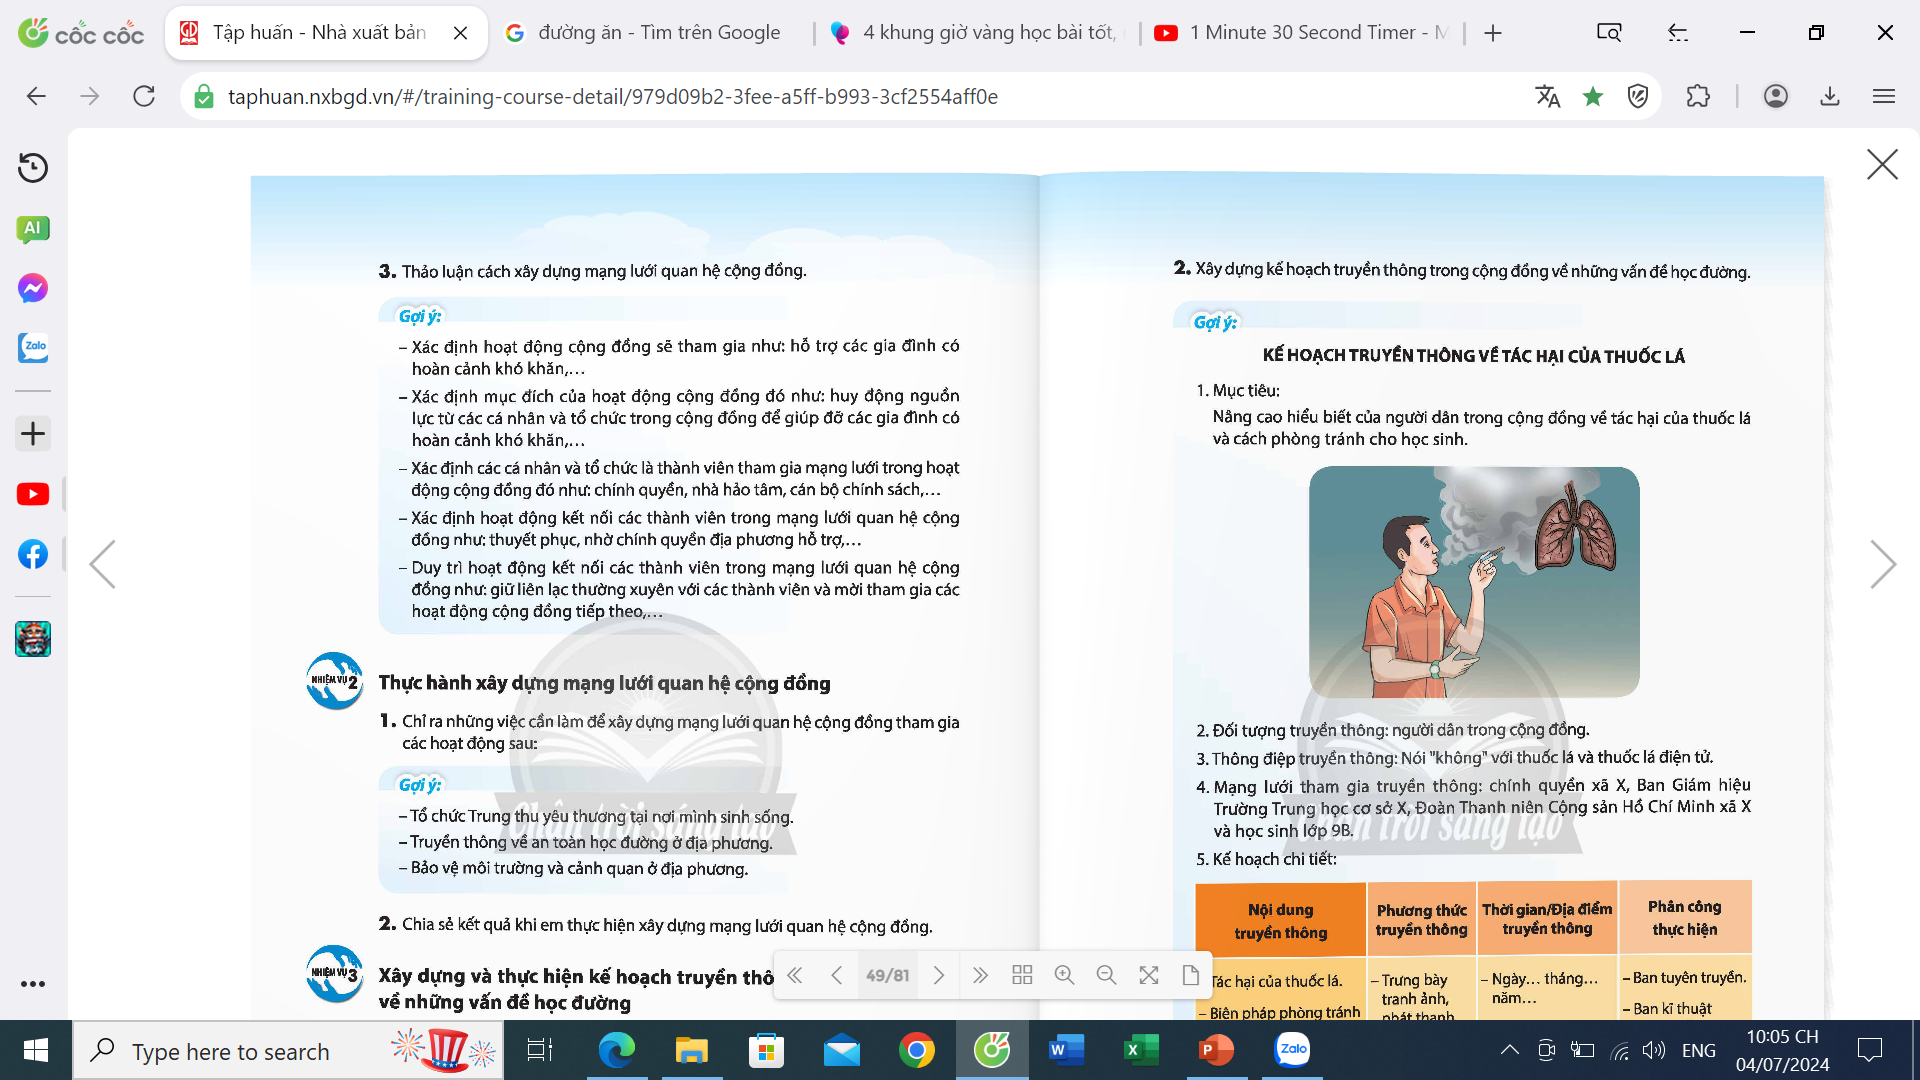 cốc cốc
Tập huấn - Nhà xuất bản
đường ăn - Tìm trên Google
4 khung giờ vàng học bài tốt,
1 Minute 30 Second Timer - M
taphuan.nxbgd.vn/#/training-course-detail/979d09b2-3fee-a5ff-b993-3cf2554aff0e
AI
Zalo
3. Thảo luận cách xây dựng mạng lưới quan hệ cộng đồng.
Gợi ý:
– Xác định hoạt động cộng đồng sẽ tham gia như: hỗ trợ các gia đình có
hoàn cảnh khó khăn,...
– Xác định mục đích của hoạt động cộng đồng đó như: huy động nguồn
lực từ các cá nhân và tổ chức trong cộng đồng để giúp đỡ các gia đình có
hoàn cảnh khó khăn,...
– Xác định các cá nhân và tổ chức là thành viên tham gia mạng lưới trong hoạt
động cộng đồng đó như: chính quyền, nhà hảo tâm, cán bộ chính sách,...
– Xác định hoạt động kết nối các thành viên trong mạng lưới quan hệ cộng
đồng như: thuyết phục, nhờ chính quyền địa phương hỗ trợ,...
– Duy trì hoạt động kết nối các thành viên trong mạng lưới quan hệ cộng
đồng như: giữ liên lạc thường xuyên với các thành viên và mời tham gia các
hoạt động cộng đồng tiếp theo,...
NHIỆM VỤ 2
Thực hành xây dựng mạng lưới quan hệ cộng đồng
1. Chỉ ra những việc cần làm để xây dựng mạng lưới quan hệ cộng đồng tham gia
các hoạt động sau:
Gợi ý:
– Tổ chức Trung thu yêu thương tại nơi mình sinh sống.
– Truyền thông về an toàn học đường ở địa phương.
– Bảo vệ môi trường và cảnh quan ở địa phương.
Chân trời sáng tạo
2. Chia sẻ kết quả khi em thực hiện xây dựng mạng lưới quan hệ cộng đồng.
NHIỆM VỤ 3
Xây dựng và thực hiện kế hoạch truyền thô
về những vấn đề học đường
2. Xây dựng kế hoạch truyền thông trong cộng đồng về những vấn đề học đường.
Gợi ý:
KẾ HOẠCH TRUYỀN THÔNG VỀ TÁC HẠI CỦA THUỐC LÁ
1. Mục tiêu:
Nâng cao hiểu biết của người dân trong cộng đồng về tác hại của thuốc lá
và cách phòng tránh cho học sinh.
2. Đối tượng truyền thông: người dân trong cộng đồng.
3. Thông điệp truyền thông: Nói "không" với thuốc lá và thuốc lá điện tử.
4. Mạng lưới tham gia truyền thông: chính quyền xã X, Ban Giám hiệu
Trường Trung học cơ sở X, Đoàn Thanh niên Cộng sản Hồ Chí Minh xã X
và học sinh lớp 9B.
Chân trời sáng tạo
5. Kế hoạch chi tiết:
Nội dung
truyền thông
Phương thức
truyền thông
Thời gian/Địa điểm
truyền thông
Phân công
thực hiện
Tác hại của thuốc lá.
– Biện pháp phòng tránh
– Trưng bày
tranh ảnh,
phát thanh
– Ngày... tháng...
năm...
– Ban tuyên truyền.
– Ban kĩ thuật
49/81
Type here to search
Zalo
ENG
10:05 CH
04/07/2024